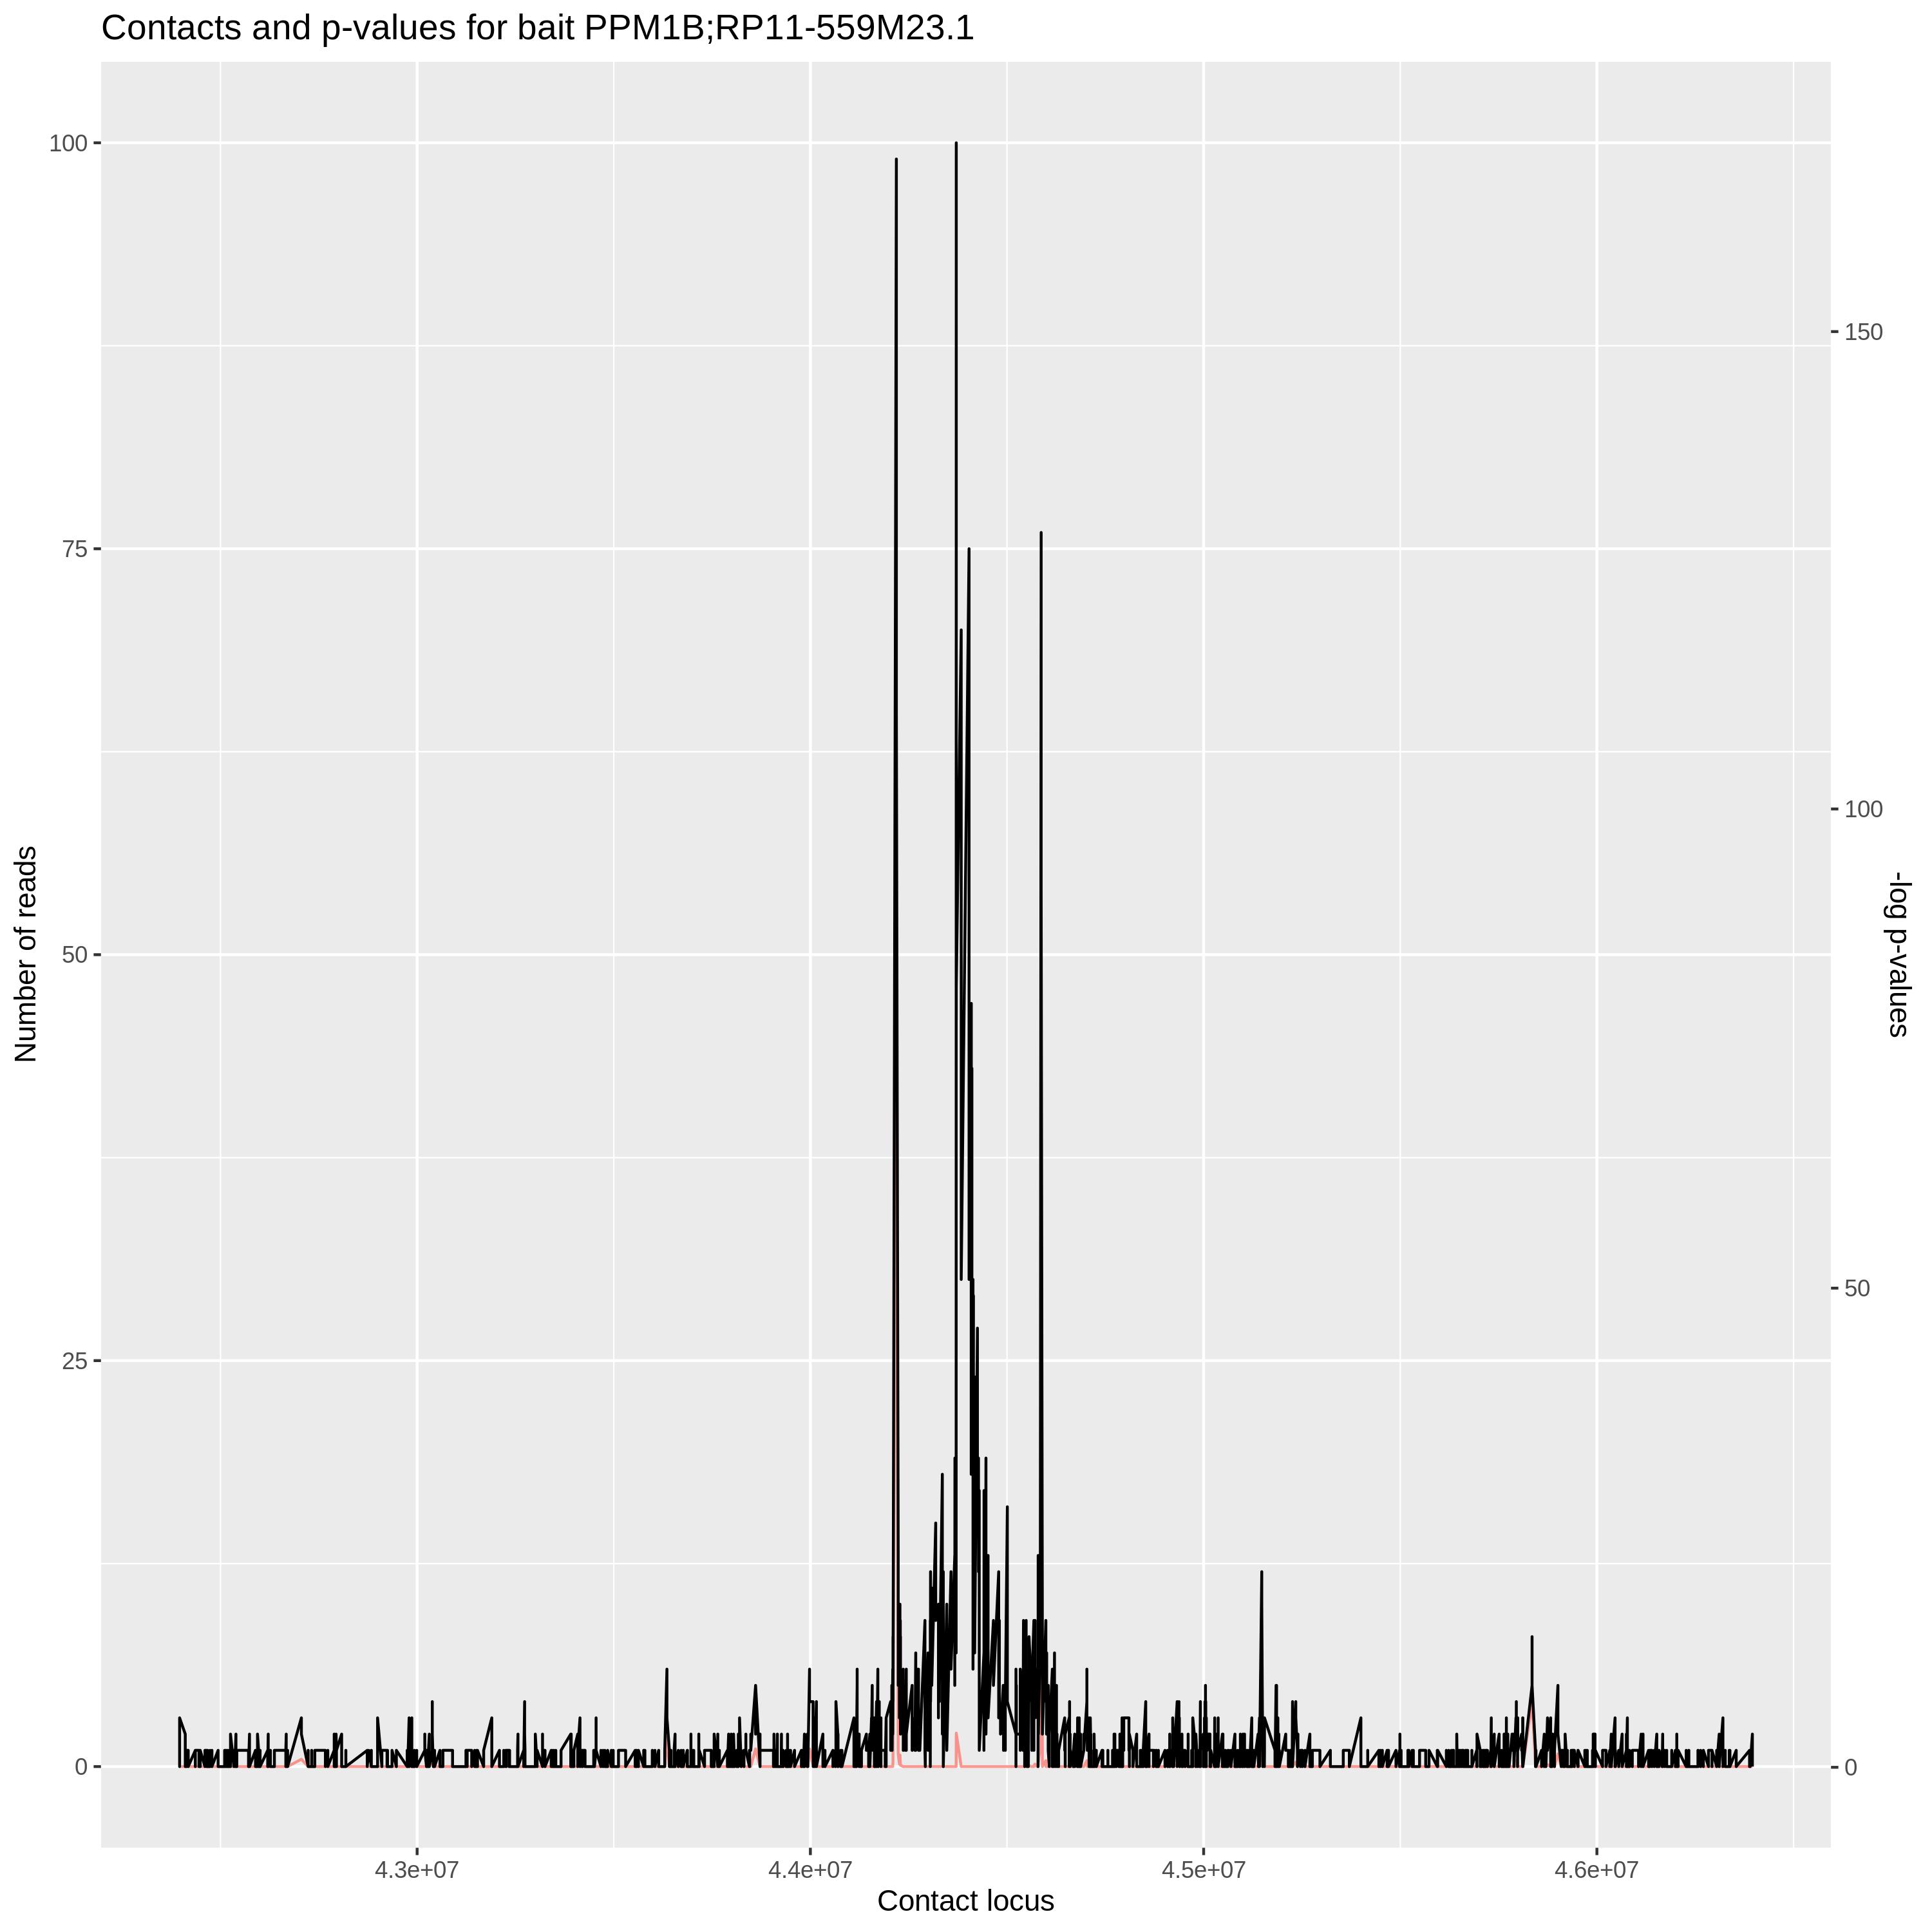 Contacts and p-values for bait PPM1B;RP11-559M23.1
100
75
50
25
0
Number of reads
150
100
50
0
-log p-values
4.3e+07
4.4e+07
4.5e+07
4.6e+07
Contact locus